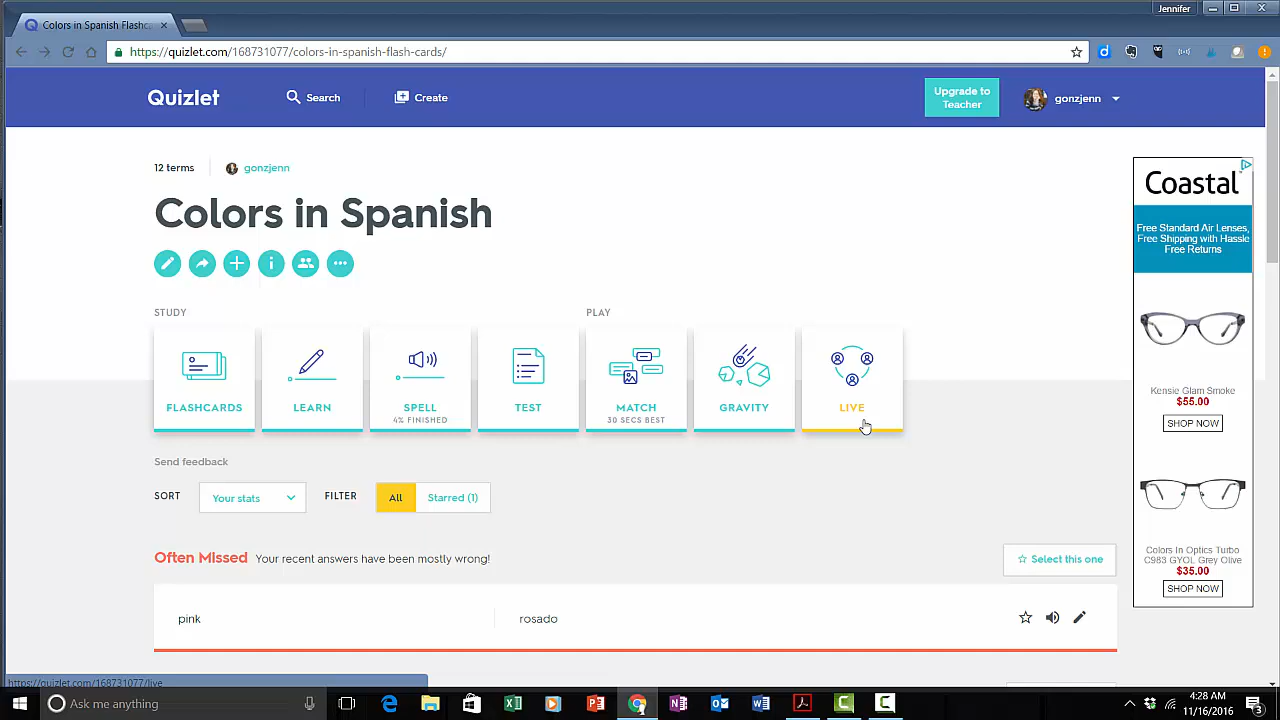 Jennifer
Colors in Spanish Flashc
https://quizlet.com/168731077/colors-in-spanish-flash-cards/
Quizlet
Search
Create
Upgrade to
Teacher
gonzjenn
12 terms
gonzjenn
Colors in Spanish
STUDY
PLAY
FLASHCARDS
LEARN
SPELL
4% FINISHED
TEST
MATCH
30 SECS BEST
GRAVITY
LIVE
Send feedback
SORT
Your stats
FILTER
All
Starred (1)
Often Missed Your recent answers have been mostly wrong!
Select this one
pink
rosado
Coastal
Free Standard Air Lenses,
Free Shipping with Hassle
Free Returns
Kensie Glam Smoke
$55.00
SHOP NOW
Colors In Optics Turbo
C983 GYOL Grey Olive
$35.00
SHOP NOW
https://quizlet.com/168731077/live
Ask me anything
4:28 AM
11/16/2016
3